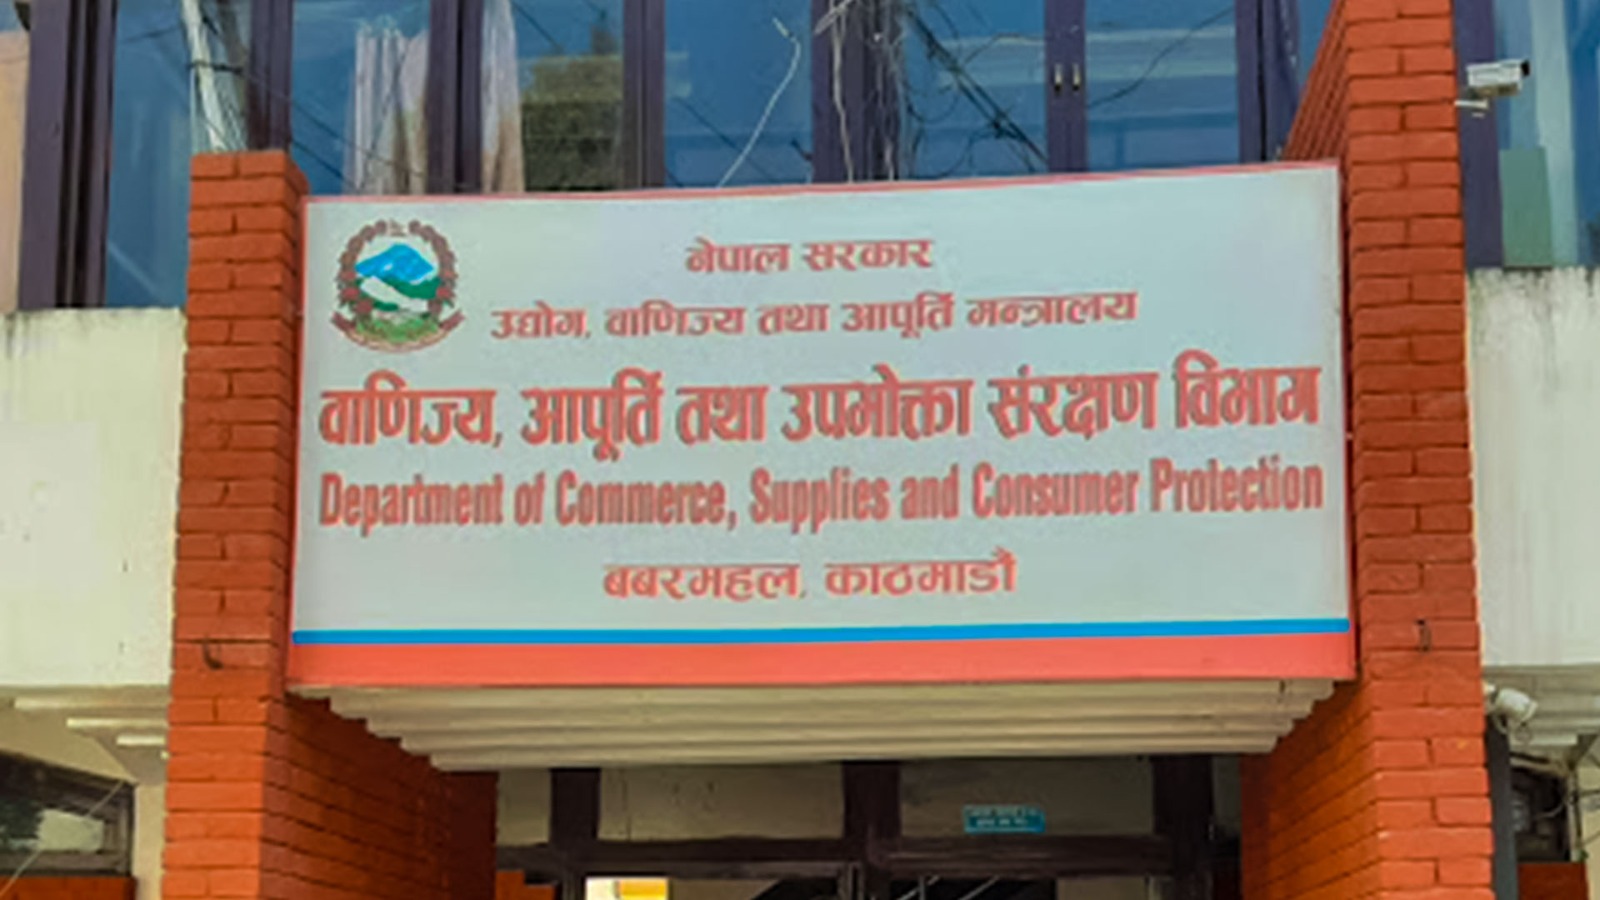 नेपाल सरकार
उद्योग, वाणिज्य तथा आपूर्ति मन्त्रालय
वाणिज्य, आपूर्ति तथा उपभोक्ता संरक्षण विभाग
Department of Commerce, Supplies and Consumer Protection
बबरमहल, काठमाडौं